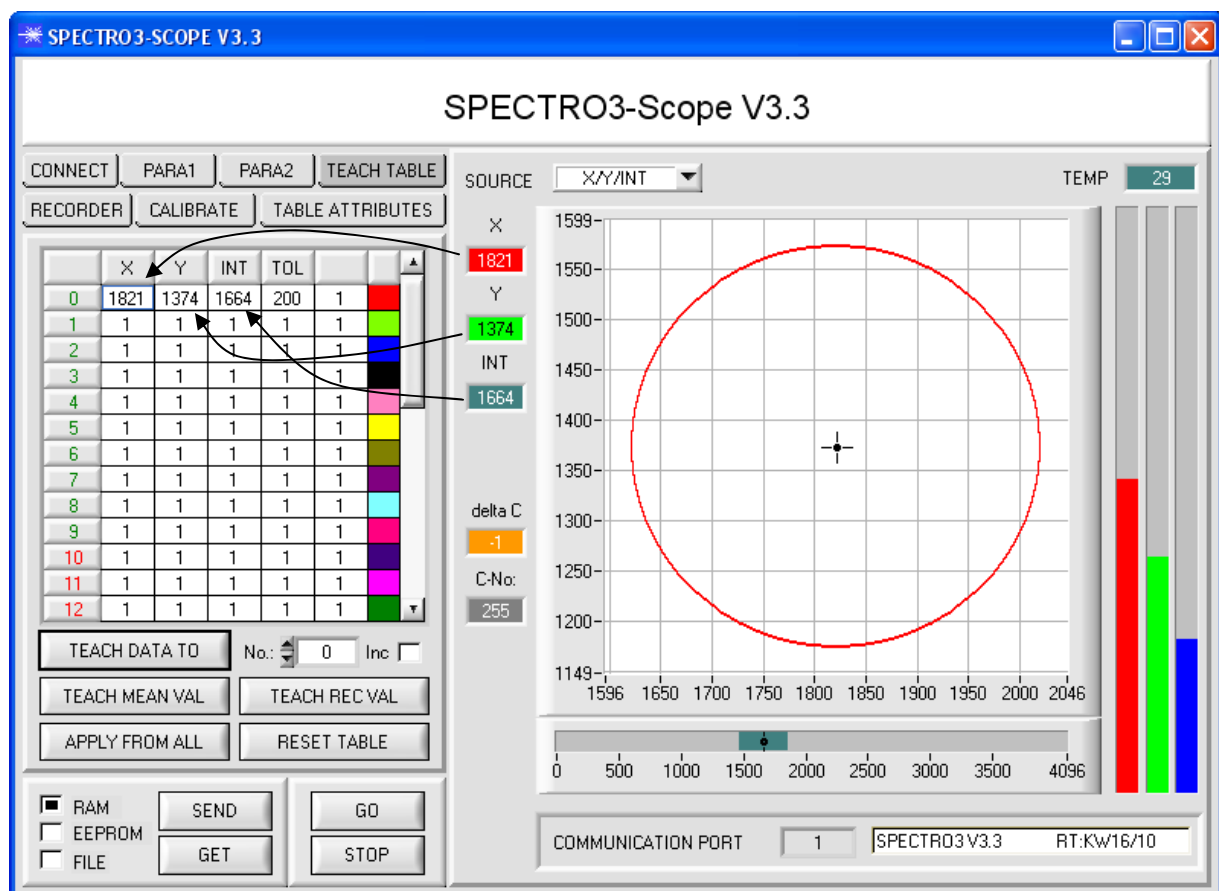 SPECTRO3-SCOPE V3.3
SPECTRO3-Scope V3.3
CONNECT PARA1 PARA2 TEACH TABLE
RECORDER CALIBRATE TABLE ATTRIBUTES
X Y INT TOL
0 1821 1374 1664 200 1
1 1 1 1 1 1
2 1 1 1 1 1
3 1 1 1 1 1
4 1 1 1 1 1
5 1 1 1 1 1
6 1 1 1 1 1
7 1 1 1 1 1
8 1 1 1 1 1
9 1 1 1 1 1
10 1 1 1 1 1
11 1 1 1 1 1
12 1 1 1 1 1
TEACH DATA TO No.: 0 Inc
TEACH MEAN VAL TEACH REC VAL
APPLY FROM ALL RESET TABLE
RAM
EEPROM
FILE
SEND
GET
GO
STOP
SOURCE X/Y/INT
TEMP 29
X
1821
Y
1374
INT
1664
delta C
-1
C-No:
255
1599
1550
1500
1450
1400
1350
1300
1250
1200
1149
1596 1650 1700 1750 1800 1850 1900 1950 2000 2046
0 500 1000 1500 2000 2500 3000 3500 4096
COMMUNICATION PORT 1 SPECTRO3 V3.3 RT:KW16/10